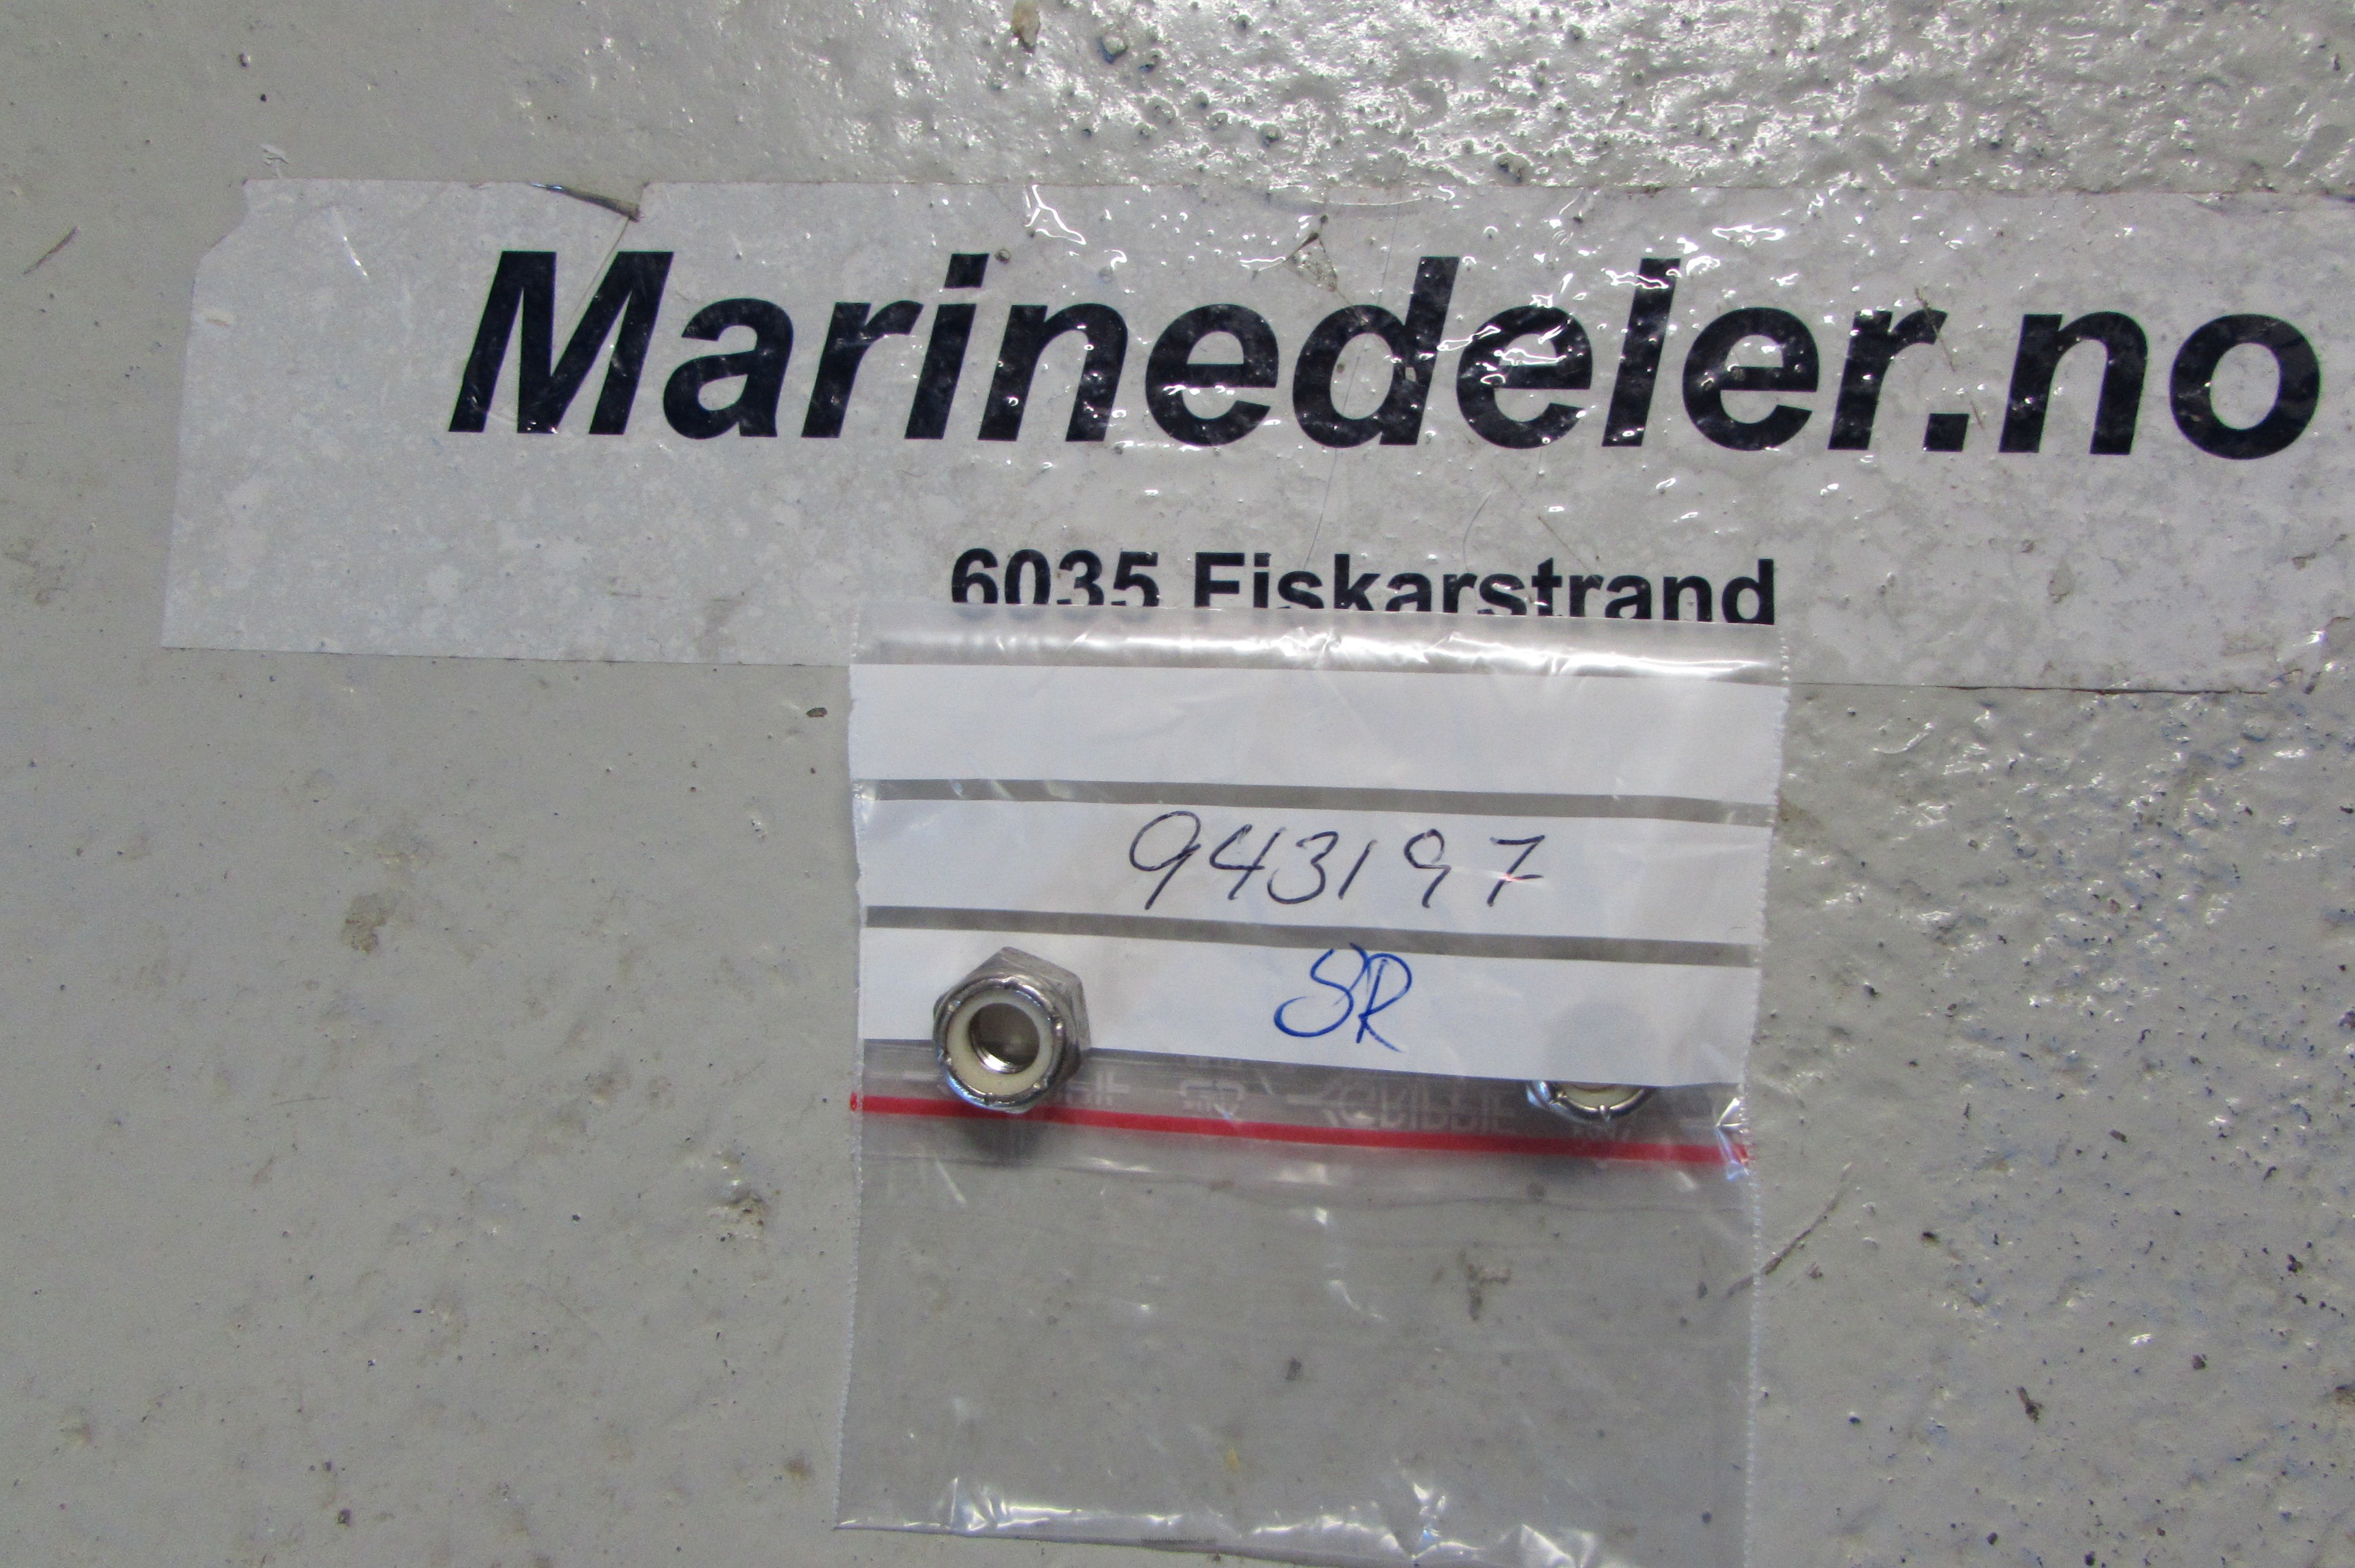 Marinedeler.no
6035 Fiskarstrand
943197
SR